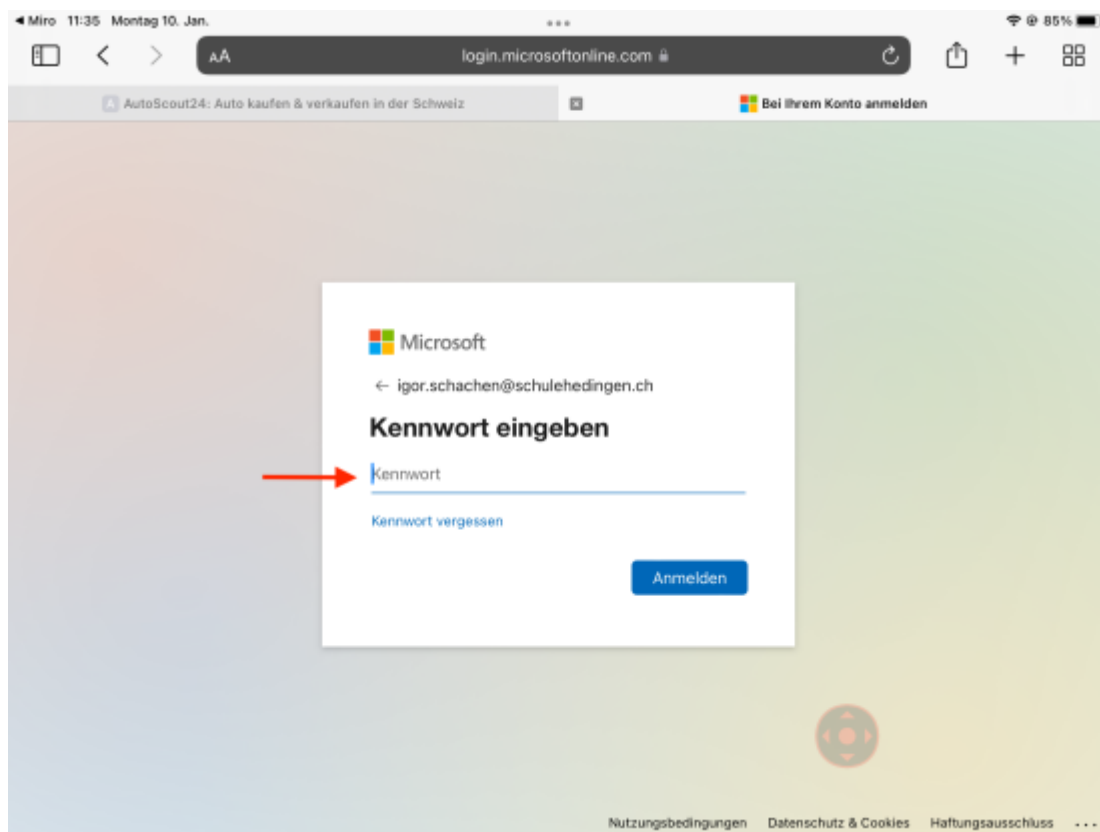 Miro 11:35 Montag 10. Jan. 85%
AA login.microsoftonline.com
AutoScout24: Auto kaufen & verkaufen in der Schweiz Bei Ihrem Konto anmelden
Microsoft
igor.schachen@schulehedingen.ch
Kennwort eingeben
Kennwort
Kennwort vergessen
Anmelden
Nutzungsbedingungen Datenschutz & Cookies Haftungsausschluss ...